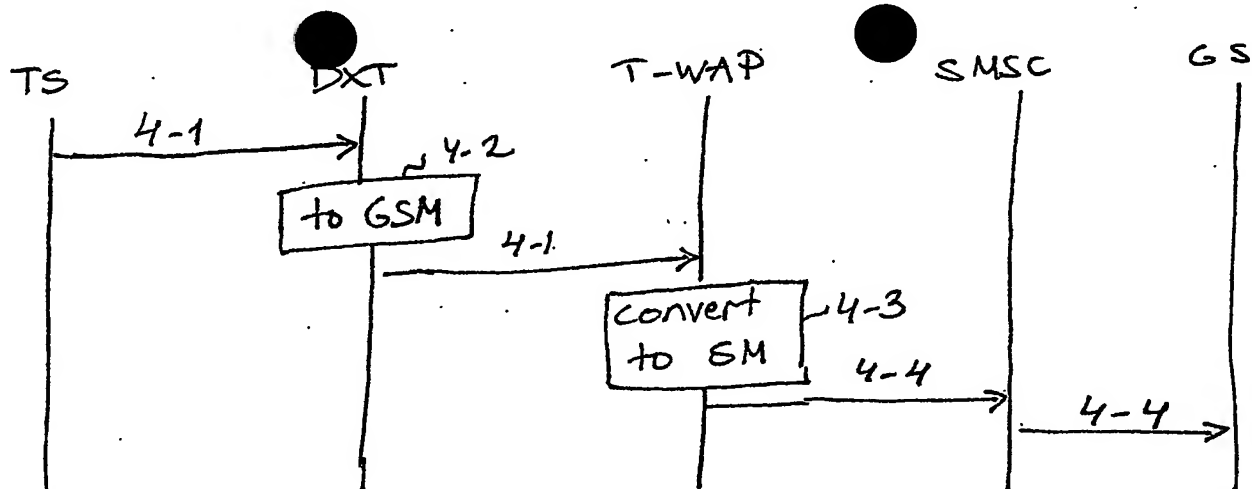 TS DXT T-WAP SMSC GS
4-1
4-2
to GSM
4-1
convert
to SM
4-3
4-4
4-4